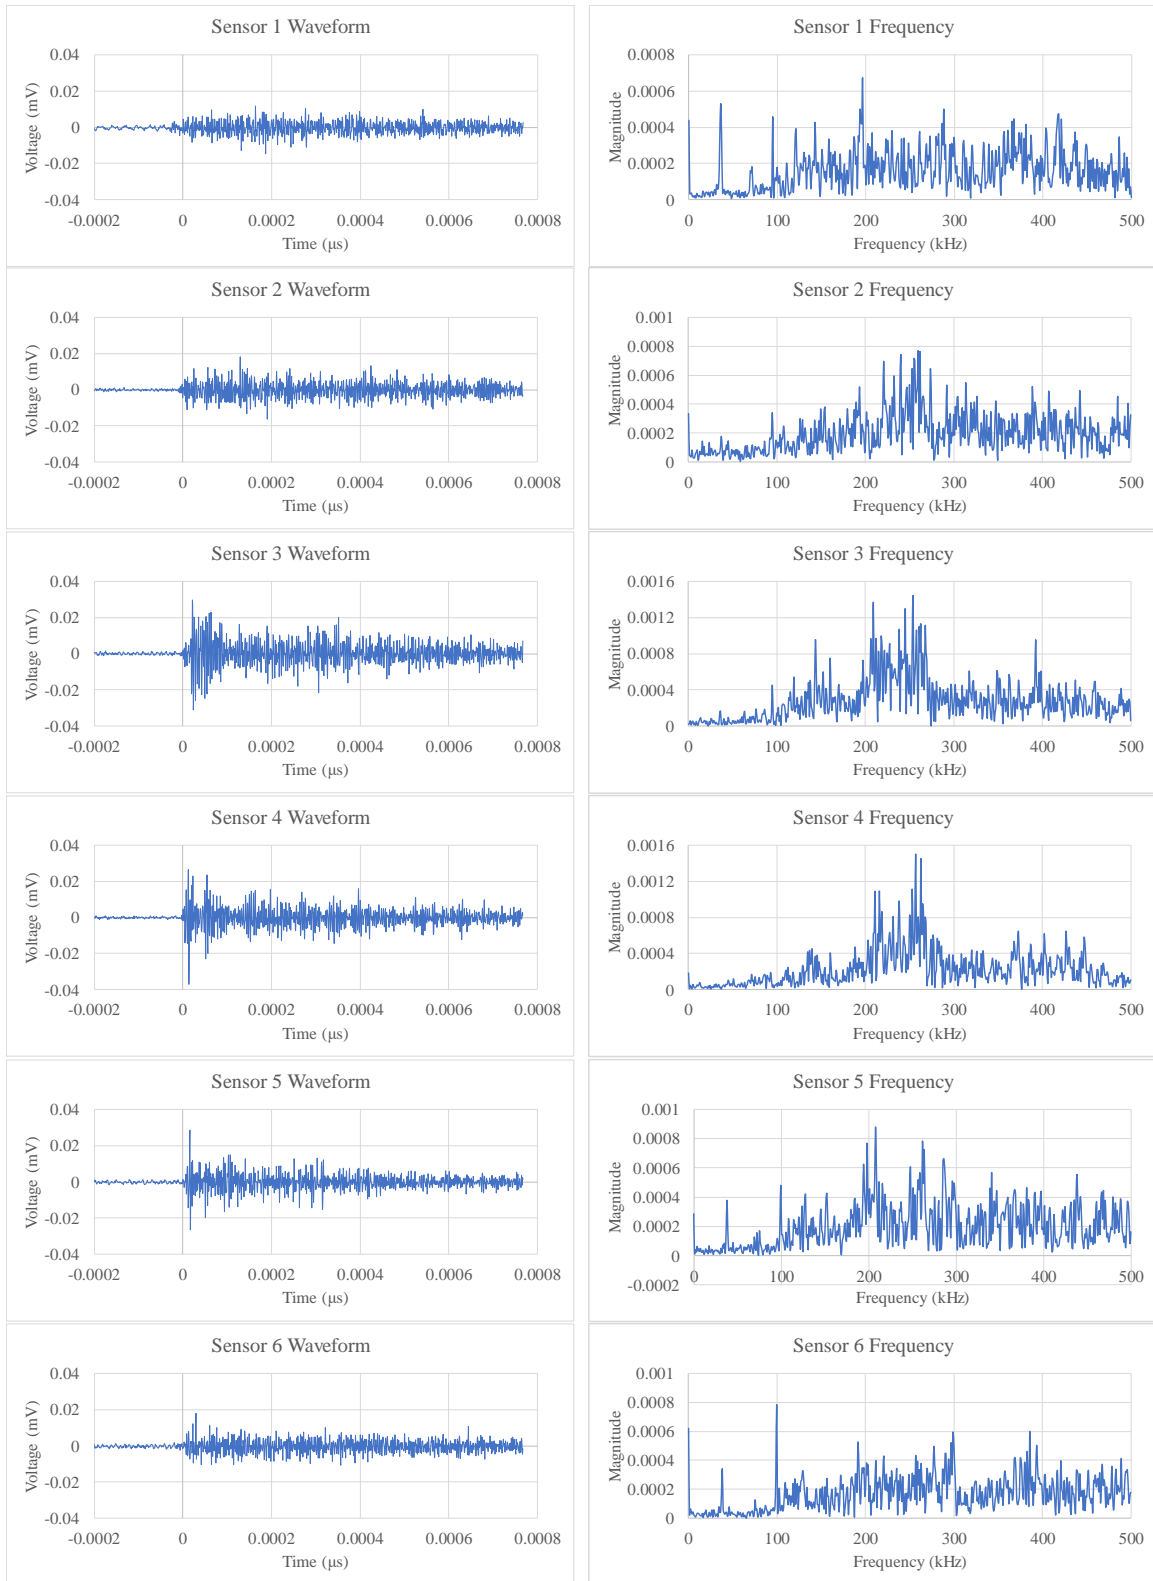 Sensor 1 Waveform
0.04
0.02
0
-0.02
-0.04
Voltage (mV)
-0.0002 0 0.0002 0.0004 0.0006 0.0008
Time (µs)
Sensor 1 Frequency
0.0008
0.0006
0.0004
0.0002
0
Magnitude
0 100 200 300 400 500
Frequency (kHz)
Sensor 2 Waveform
0.04
0.02
0
-0.02
-0.04
Voltage (mV)
-0.0002 0 0.0002 0.0004 0.0006 0.0008
Time (µs)
Sensor 2 Frequency
0.001
0.0008
0.0006
0.0004
0.0002
0
Magnitude
0 100 200 300 400 500
Frequency (kHz)
Sensor 3 Waveform
0.04
0.02
0
-0.02
-0.04
Voltage (mV)
-0.0002 0 0.0002 0.0004 0.0006 0.0008
Time (µs)
Sensor 3 Frequency
0.0016
0.0012
0.0008
0.0004
0
Magnitude
0 100 200 300 400 500
Frequency (kHz)
Sensor 4 Waveform
0.04
0.02
0
-0.02
-0.04
Voltage (mV)
-0.0002 0 0.0002 0.0004 0.0006 0.0008
Time (µs)
Sensor 4 Frequency
0.0016
0.0012
0.0008
0.0004
0
Magnitude
0 100 200 300 400 500
Frequency (kHz)
Sensor 5 Waveform
0.04
0.02
0
-0.02
-0.04
Voltage (mV)
-0.0002 0 0.0002 0.0004 0.0006 0.0008
Time (µs)
Sensor 5 Frequency
0.001
0.0008
0.0006
0.0004
0.0002
0
-0.0002
Magnitude
0 100 200 300 400 500
Frequency (kHz)
Sensor 6 Waveform
0.04
0.02
0
-0.02
-0.04
Voltage (mV)
-0.0002 0 0.0002 0.0004 0.0006 0.0008
Time (µs)
Sensor 6 Frequency
0.001
0.0008
0.0006
0.0004
0.0002
0
Magnitude
0 100 200 300 400 500
Frequency (kHz)